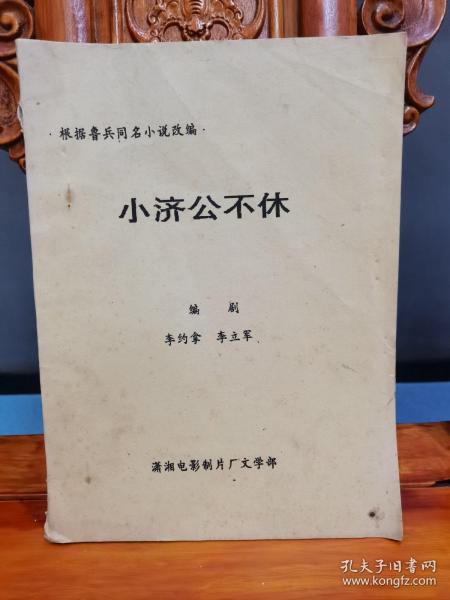 ·根据鲁兵同名小说改编·
小济公不休
编 剧
李约拿 李立军
潇湘电影制片厂文学部
孔夫子旧书网
www.kongfz.com